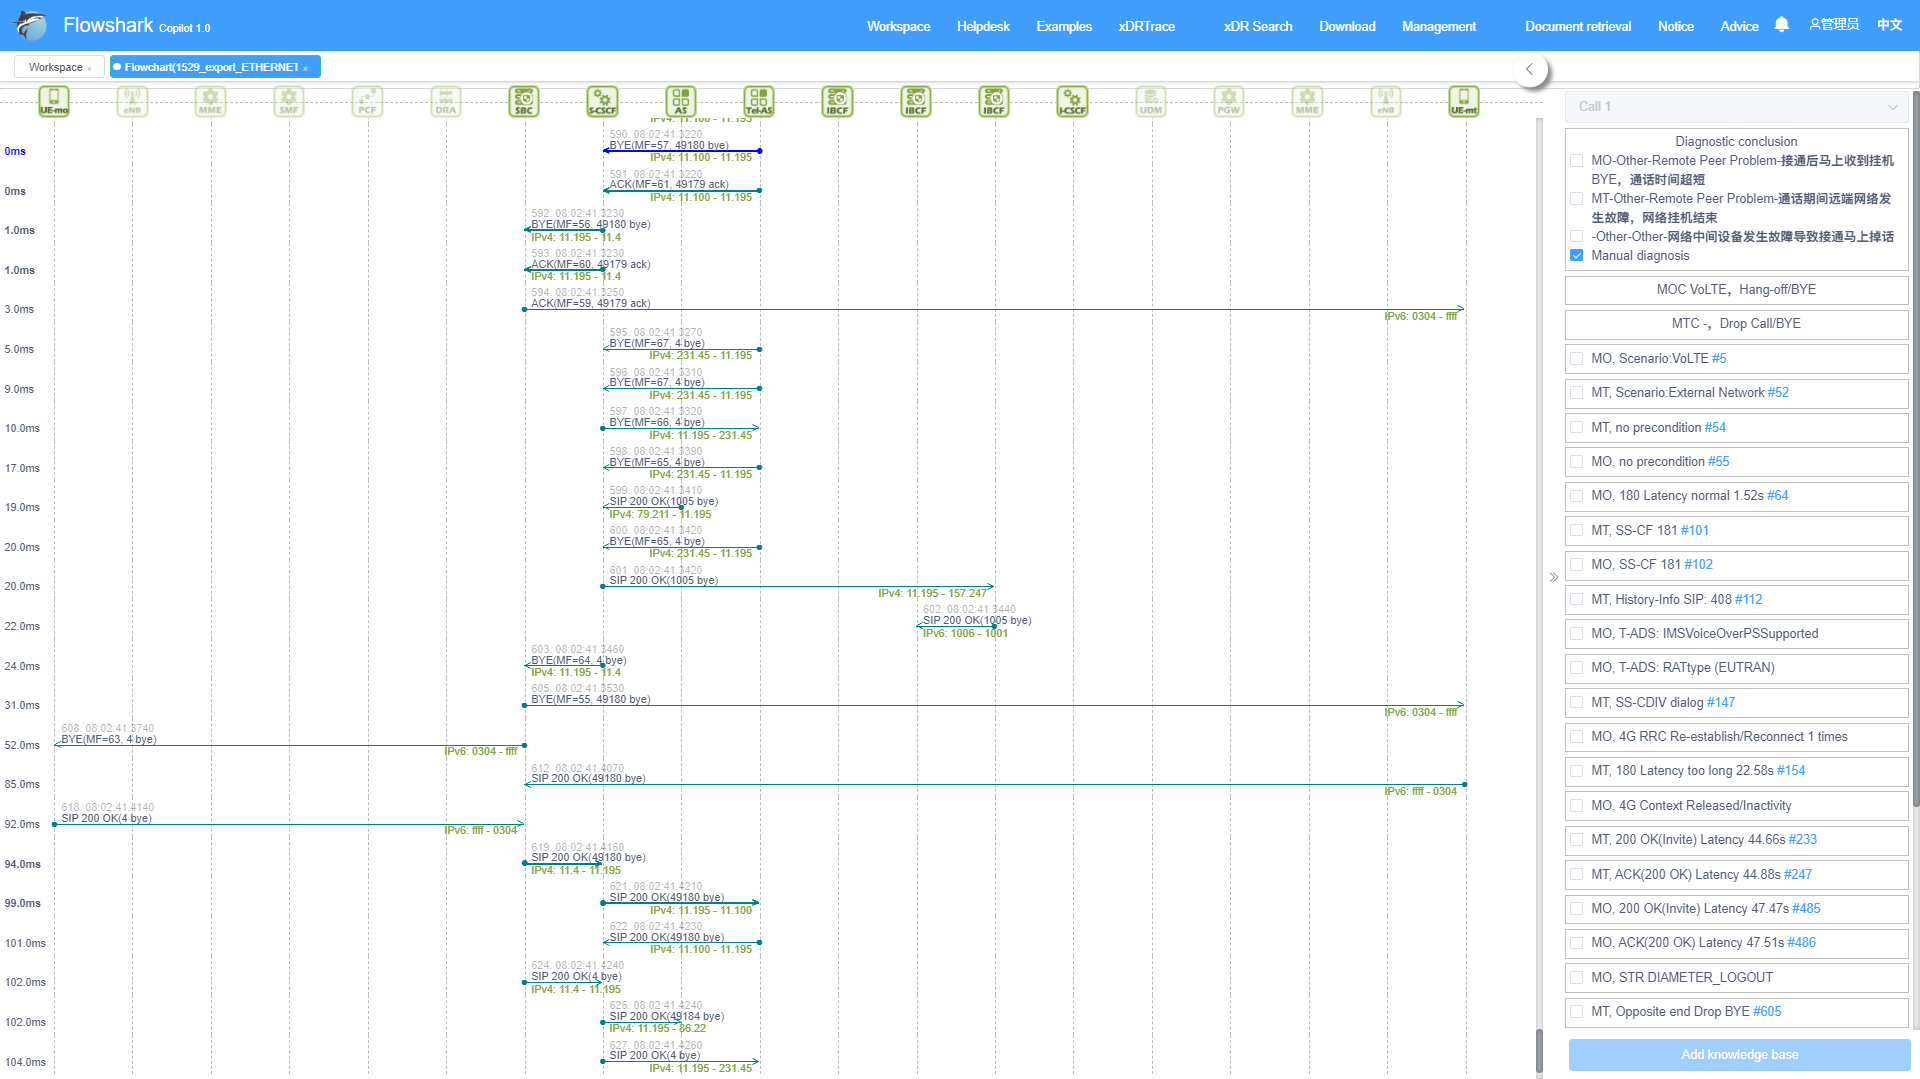 Flowshark Copilot 1.0
Workspace Helpdesk Examples xDRTrace xDR Search Download Management Document retrieval Notice Advice 管理员 中文
Workspace × Flowchart(1529_export_ETHERNET ×
UE-mo eNB MME SMF PCF DRA SBC S-CSCF AS Tel-AS IBCF IBCF IBCF I-CSCF UDM PGW MME eNB UE-mt
IPv4: 11.100 - 11.195
590. 08:02:41.3220
0ms BYE(MF=57, 49180 bye)
IPv4: 11.100 - 11.195
591. 08:02:41.3220
0ms ACK(MF=61, 49179 ack)
IPv4: 11.100 - 11.195
592. 08:02:41.3230
1.0ms BYE(MF=56, 49180 bye)
IPv4: 11.195 - 11.4
593. 08:02:41.3230
1.0ms ACK(MF=60, 49179 ack)
IPv4: 11.195 - 11.4
594. 08:02:41.3250
3.0ms ACK(MF=59, 49179 ack)
IPv6: 0304 - ffff
595. 08:02:41.3270
5.0ms BYE(MF=67, 4 bye)
IPv4: 231.45 - 11.195
596. 08:02:41.3310
9.0ms BYE(MF=67, 4 bye)
IPv4: 231.45 - 11.195
597. 08:02:41.3320
10.0ms BYE(MF=66, 4 bye)
IPv4: 11.195 - 231.45
598. 08:02:41.3390
17.0ms BYE(MF=65, 4 bye)
IPv4: 231.45 - 11.195
599. 08:02:41.3410
19.0ms SIP 200 OK(1005 bye)
IPv4: 79.211 - 11.195
600. 08:02:41.3420
20.0ms BYE(MF=65, 4 bye)
IPv4: 231.45 - 11.195
601. 08:02:41.3420
20.0ms SIP 200 OK(1005 bye)
IPv4: 11.195 - 157.247
602. 08:02:41.3440
22.0ms SIP 200 OK(1005 bye)
IPv6: 1006 - 1001
603. 08:02:41.3460
24.0ms BYE(MF=64, 4 bye)
IPv4: 11.195 - 11.4
605. 08:02:41.3530
31.0ms BYE(MF=55, 49180 bye)
IPv6: 0304 - ffff
608. 08:02:41.3740
52.0ms BYE(MF=63, 4 bye)
IPv6: 0304 - ffff
612. 08:02:41.4070
85.0ms SIP 200 OK(49180 bye)
IPv6: ffff - 0304
618. 08:02:41.4140
92.0ms SIP 200 OK(4 bye)
IPv6: ffff - 0304
619. 08:02:41.4160
94.0ms SIP 200 OK(49180 bye)
IPv4: 11.4 - 11.195
621. 08:02:41.4210
99.0ms SIP 200 OK(49180 bye)
IPv4: 11.195 - 11.100
622. 08:02:41.4230
101.0ms SIP 200 OK(49180 bye)
IPv4: 11.100 - 11.195
624. 08:02:41.4240
102.0ms SIP 200 OK(4 bye)
IPv4: 11.4 - 11.195
626. 08:02:41.4240
102.0ms SIP 200 OK(49184 bye)
IPv4: 11.195 - 86.22
627. 08:02:41.4260
104.0ms SIP 200 OK(4 bye)
IPv4: 11.195 - 231.45
Call 1
Diagnostic conclusion
MO-Other-Remote Peer Problem-接通后马上收到挂机
BYE，通话时间超短
MT-Other-Remote Peer Problem-通话期间远端网络发
生故障，网络挂机结束
-Other-Other-网络中间设备发生故障导致接通马上掉话
Manual diagnosis
MOC VoLTE，Hang-off/BYE
MTC -，Drop Call/BYE
MO, Scenario:VoLTE #5
MT, Scenario:External Network #52
MT, no precondition #54
MO, no precondition #55
MO, 180 Latency normal 1.52s #64
MT, SS-CF 181 #101
MO, SS-CF 181 #102
MT, History-Info SIP: 408 #112
MO, T-ADS: IMSVoiceOverPSSupported
MO, T-ADS: RATtype (EUTRAN)
MT, SS-CDIV dialog #147
MO, 4G RRC Re-establish/Reconnect 1 times
MT, 180 Latency too long 22.58s #154
MO, 4G Context Released/Inactivity
MT, 200 OK(Invite) Latency 44.66s #233
MT, ACK(200 OK) Latency 44.88s #247
MO, 200 OK(Invite) Latency 47.47s #485
MO, ACK(200 OK) Latency 47.51s #486
MO, STR DIAMETER_LOGOUT
MT, Opposite end Drop BYE #605
Add knowledge base